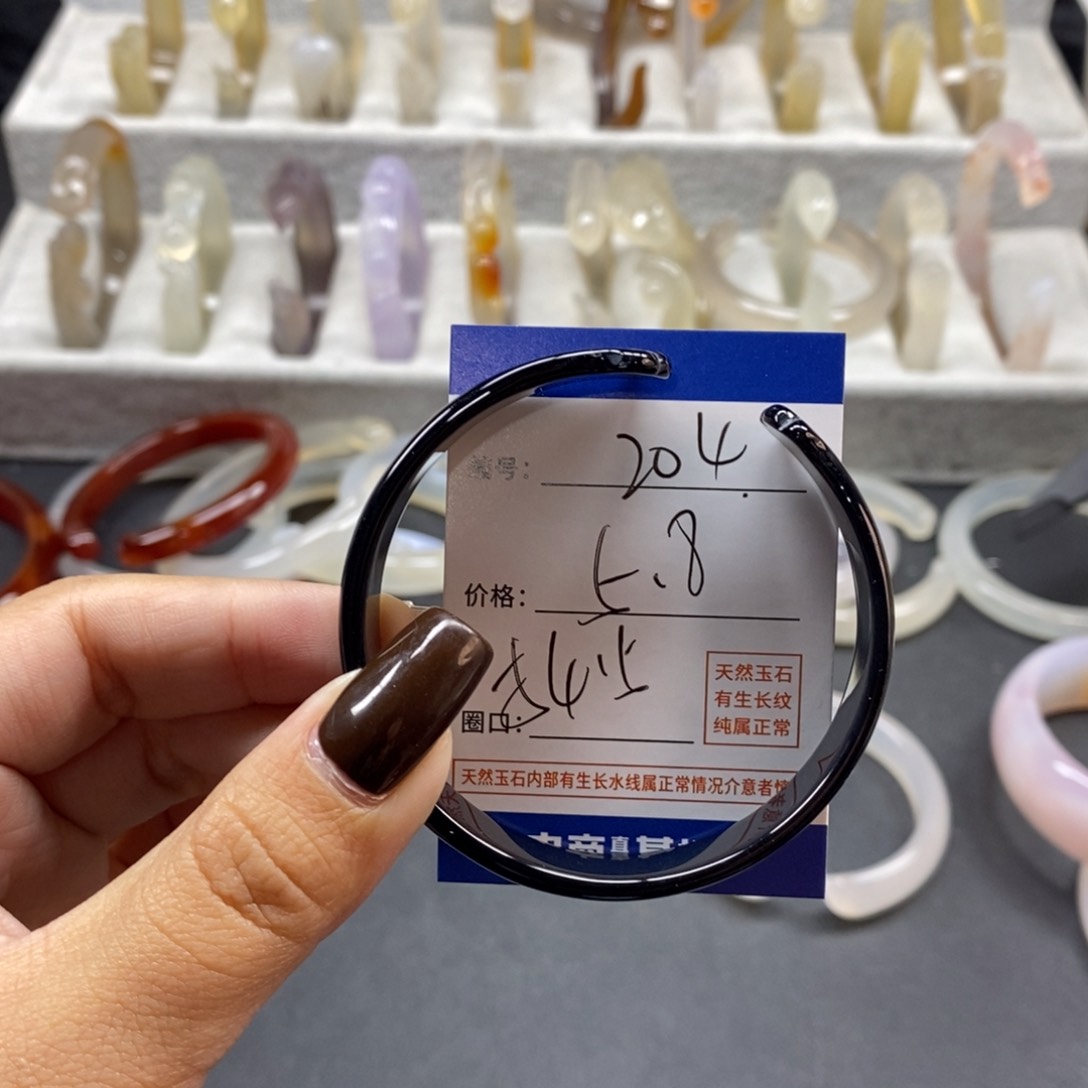 编号： 204
5.8
价格：
圈口：
天然玉石
有生长纹
纯属正常
天然玉石内部有生长水线属正常情况介意者慎